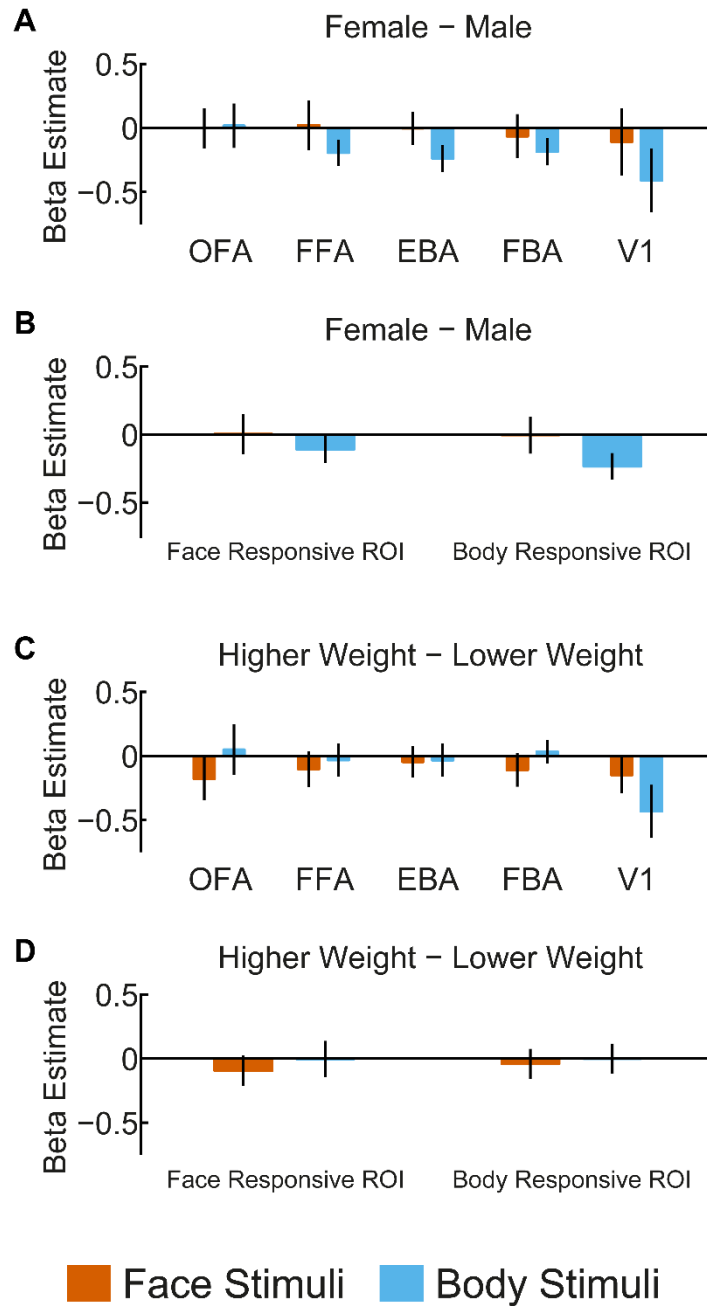 A
Female − Male
Beta Estimate
0.5
0
−0.5
OFA FFA EBA FBA V1
B
Female − Male
Beta Estimate
0.5
0
−0.5
Face Responsive ROI Body Responsive ROI
C
Higher Weight − Lower Weight
Beta Estimate
0.5
0
−0.5
OFA FFA EBA FBA V1
D
Higher Weight − Lower Weight
Beta Estimate
0.5
0
−0.5
Face Responsive ROI Body Responsive ROI
Face Stimuli Body Stimuli